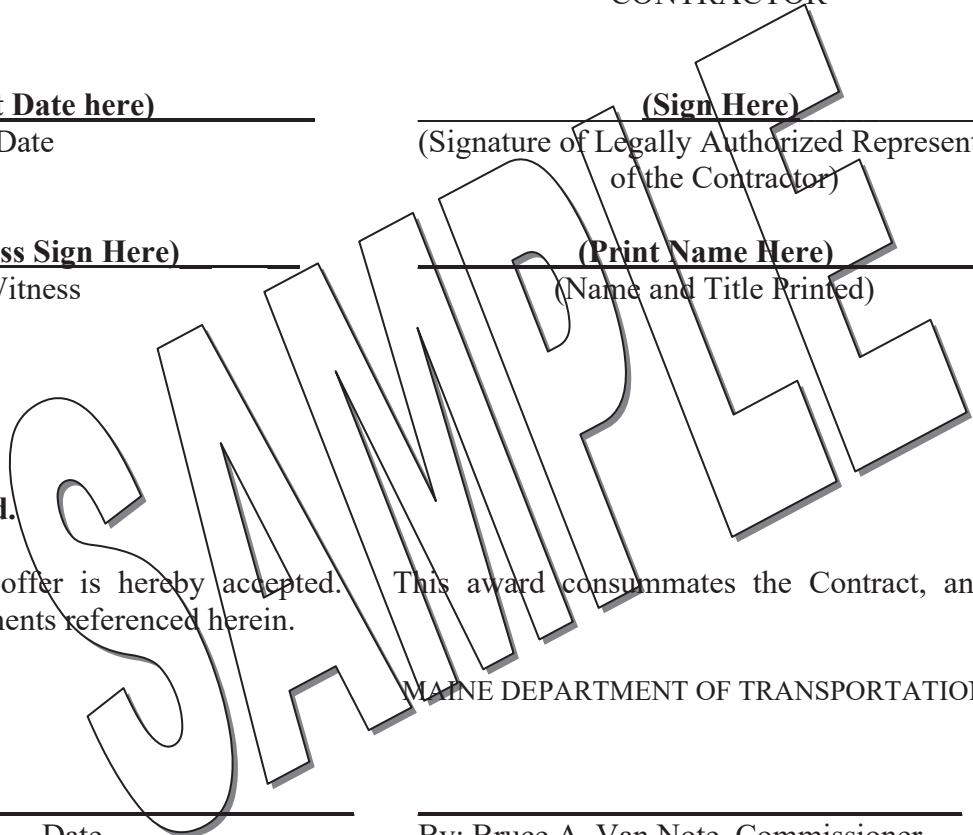 CONTRACTOR
t Date here) (Sign Here)
Date (Signature of Legally Authorized Represent
of the Contractor)
ss Sign Here) (Print Name Here)
Vitness (Name and Title Printed)
SAMPLE
d.
offer is hereby accepted. This award consummates the Contract, an
nents referenced herein.
MAINE DEPARTMENT OF TRANSPORTATION
Date By: Bruce A. Van Note, Commissioner